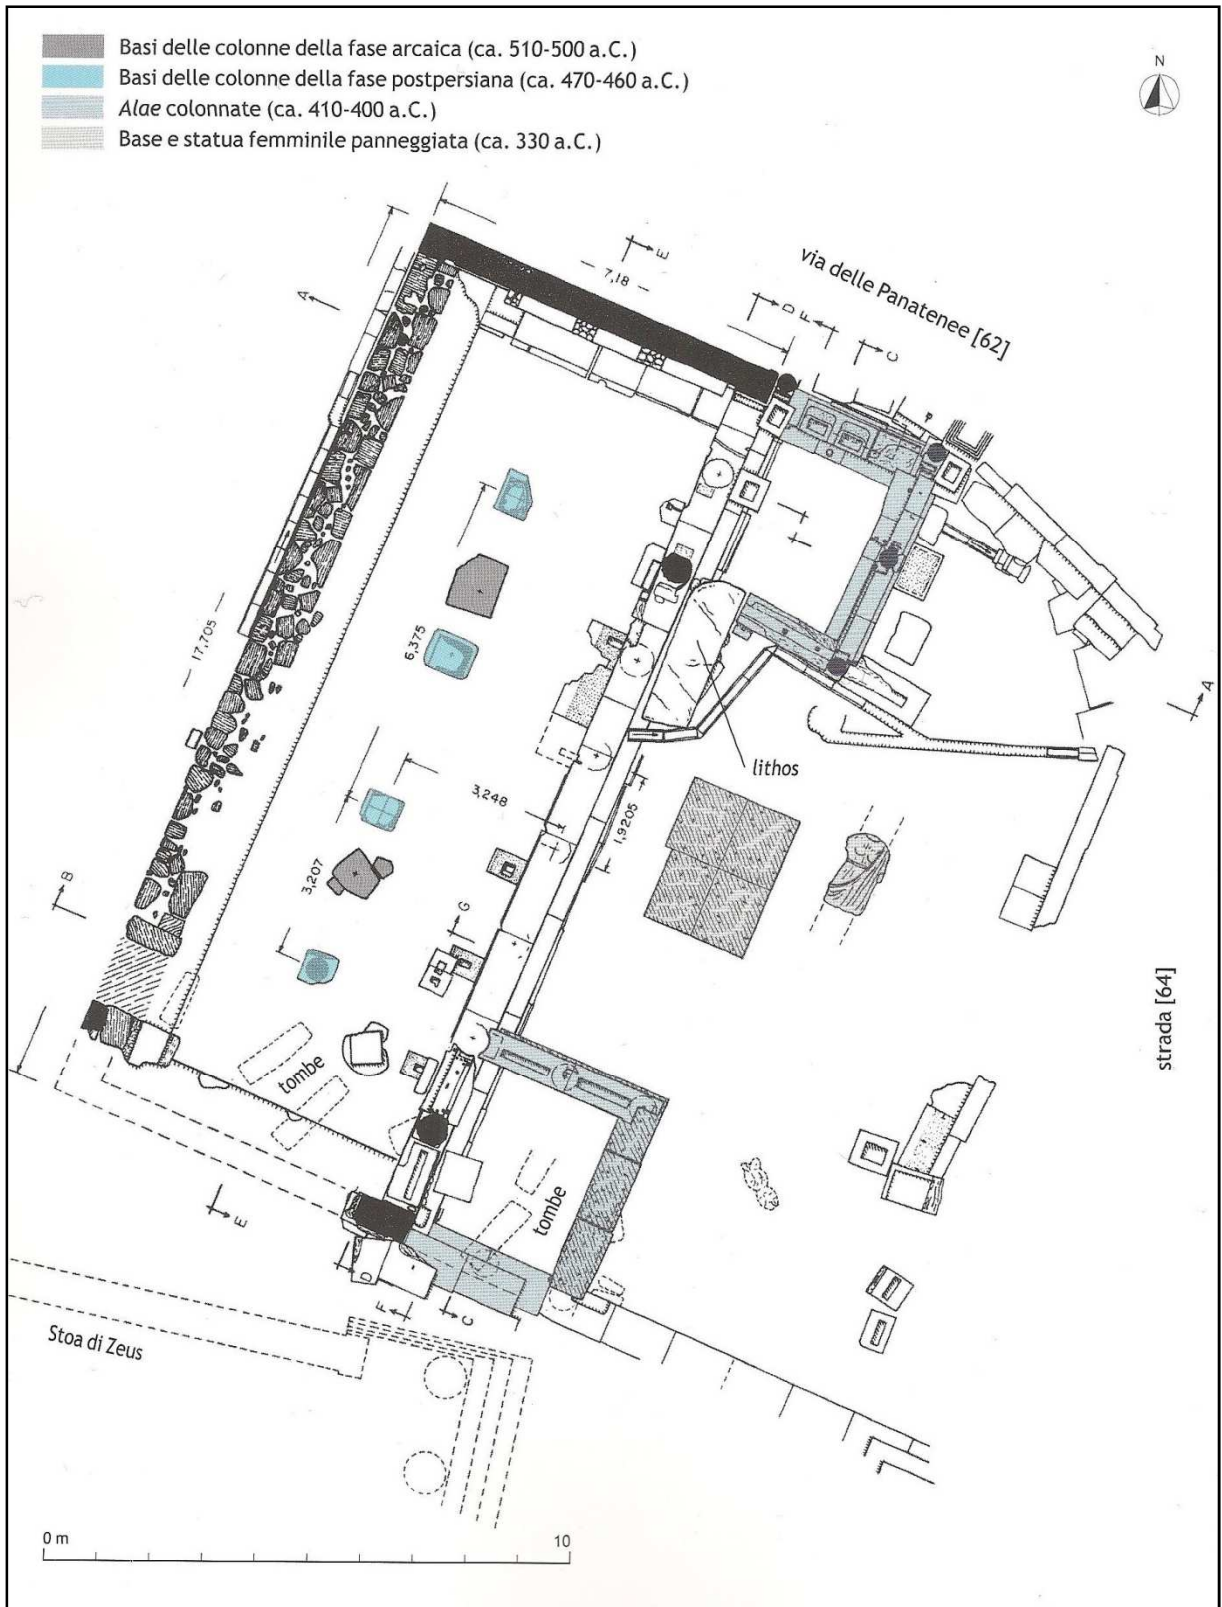 Basi delle colonne della fase arcaica (ca. 510-500 a.C.)
Basi delle colonne della fase postpersiana (ca. 470-460 a.C.)
Alae colonnate (ca. 410-400 a.C.)
Base e statua femminile panneggiata (ca. 330 a.C.)
N
via delle Panatenee [62]
E
7,18
A
D
F
C
17,705
6,375
A
lithos
3,248
1,9205
3,207
B
G
strada [64]
tombe
tombe
E
D
F
C
Stoa di Zeus
0 m
10